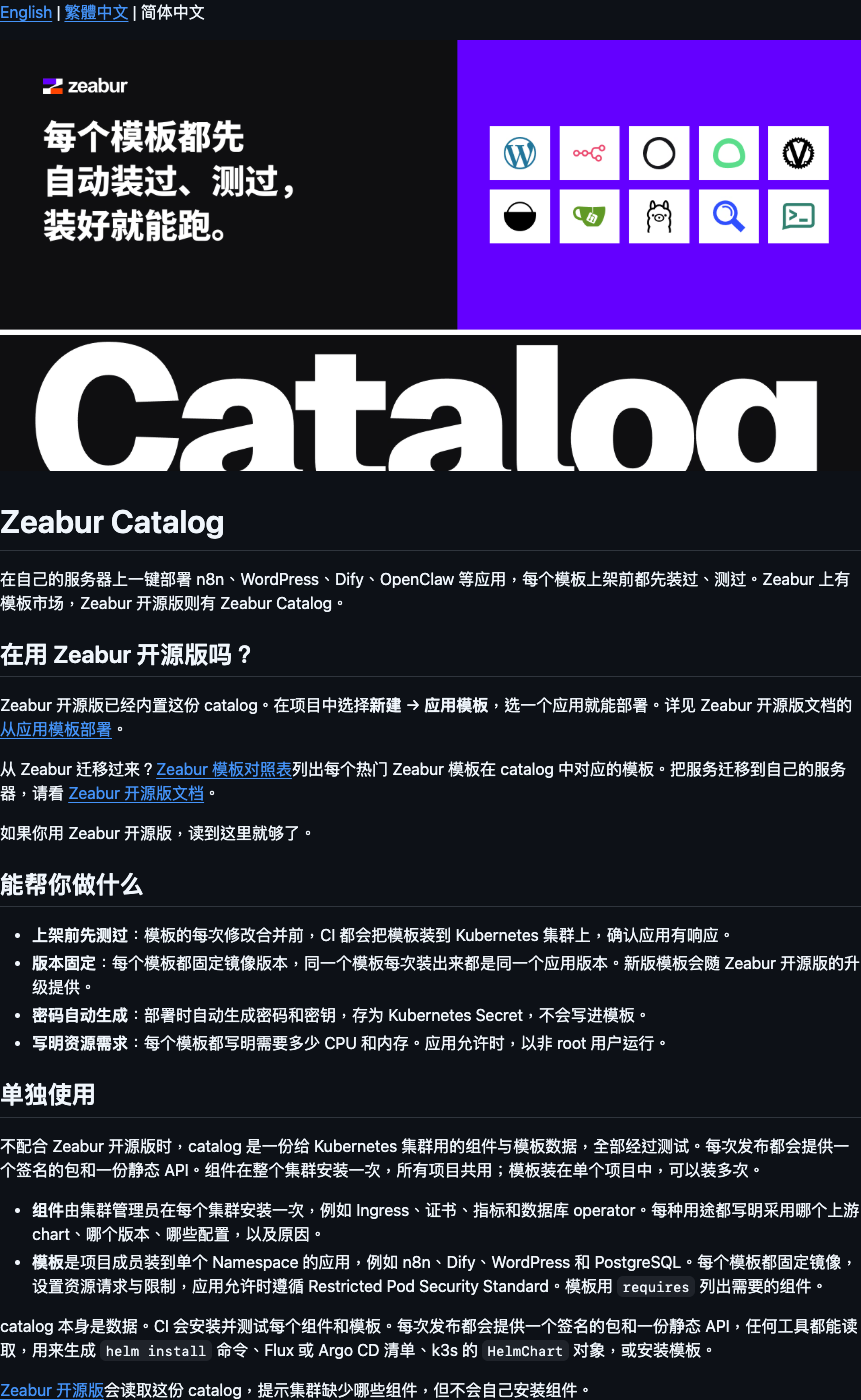 English | 繁體中文 | 简体中文
zeabur
每个模板都先
自动装过、测过，
装好就能跑。
Catalog
Zeabur Catalog
在自己的服务器上一键部署 n8n、WordPress、Dify、OpenClaw 等应用，每个模板上架前都先装过、测过。Zeabur 上有
模板市场，Zeabur 开源版则有 Zeabur Catalog。
在用 Zeabur 开源版吗？
Zeabur 开源版已经内置这份 catalog。在项目中选择新建 → 应用模板，选一个应用就能部署。详见 Zeabur 开源版文档的
从应用模板部署。
从 Zeabur 迁移过来？Zeabur 模板对照表列出每个热门 Zeabur 模板在 catalog 中对应的模板。把服务迁移到自己的服务
器，请看 Zeabur 开源版文档。
如果你用 Zeabur 开源版，读到这里就够了。
能帮你做什么
• 上架前先测过：模板的每次修改合并前，CI 都会把模板装到 Kubernetes 集群上，确认应用有响应。
• 版本固定：每个模板都固定镜像版本，同一个模板每次装出来都是同一个应用版本。新版模板会随 Zeabur 开源版的升
级提供。
• 密码自动生成：部署时自动生成密码和密钥，存为 Kubernetes Secret，不会写进模板。
• 写明资源需求：每个模板都写明需要多少 CPU 和内存。应用允许时，以非 root 用户运行。
单独使用
不配合 Zeabur 开源版时，catalog 是一份给 Kubernetes 集群用的组件与模板数据，全部经过测试。每次发布都会提供一
个签名的包和一份静态 API。组件在整个集群安装一次，所有项目共用；模板装在单个项目中，可以装多次。
• 组件由集群管理员在每个集群安装一次，例如 Ingress、证书、指标和数据库 operator。每种用途都写明采用哪个上游
chart、哪个版本、哪些配置，以及原因。
• 模板是项目成员装到单个 Namespace 的应用，例如 n8n、Dify、WordPress 和 PostgreSQL。每个模板都固定镜像，
设置资源请求与限制，应用允许时遵循 Restricted Pod Security Standard。模板用 requires 列出需要的组件。
catalog 本身是数据。CI 会安装并测试每个组件和模板。每次发布都会提供一个签名的包和一份静态 API，任何工具都能读
取，用来生成 helm install 命令、Flux 或 Argo CD 清单、k3s 的 HelmChart 对象，或安装模板。
Zeabur 开源版会读取这份 catalog，提示集群缺少哪些组件，但不会自己安装组件。